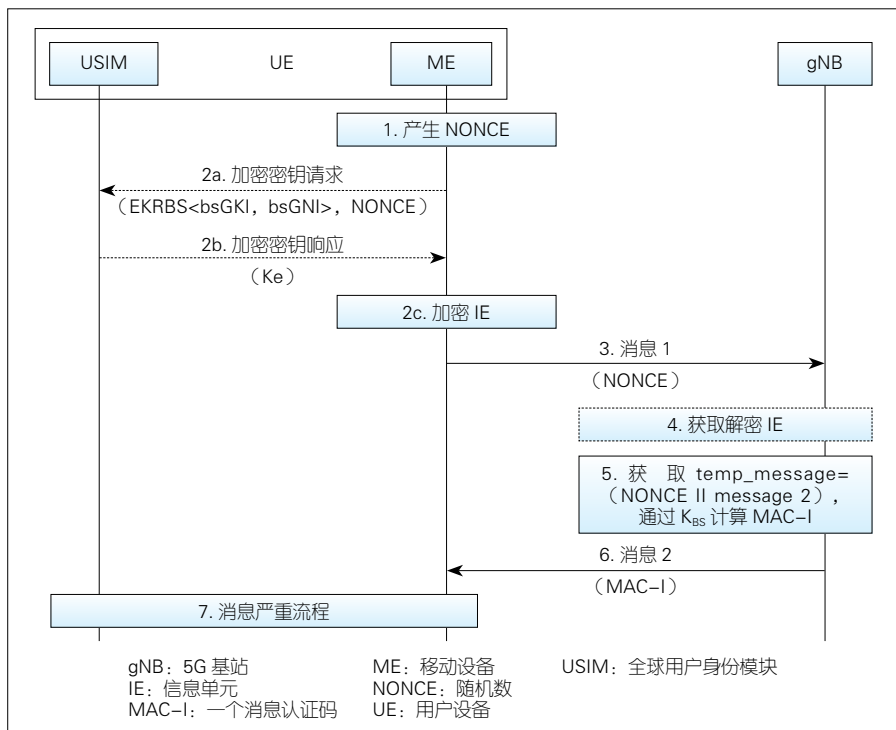 USIM UE ME gNB
1. 产生 NONCE
2a. 加密密钥请求
（EKRBS<bsGKI，bsGNI>，NONCE）
2b. 加密密钥响应
（Ke）
2c. 加密 IE
3. 消息 1
（NONCE）
4. 获取解密 IE
5. 获 取 temp_message=
（NONCE II message 2），
通过 KBS 计算 MAC-I
6. 消息 2
（MAC-I）
7. 消息严重流程
gNB：5G 基站 ME：移动设备 USIM：全球用户身份模块
IE：信息单元 NONCE：随机数
MAC-I：一个消息认证码 UE：用户设备